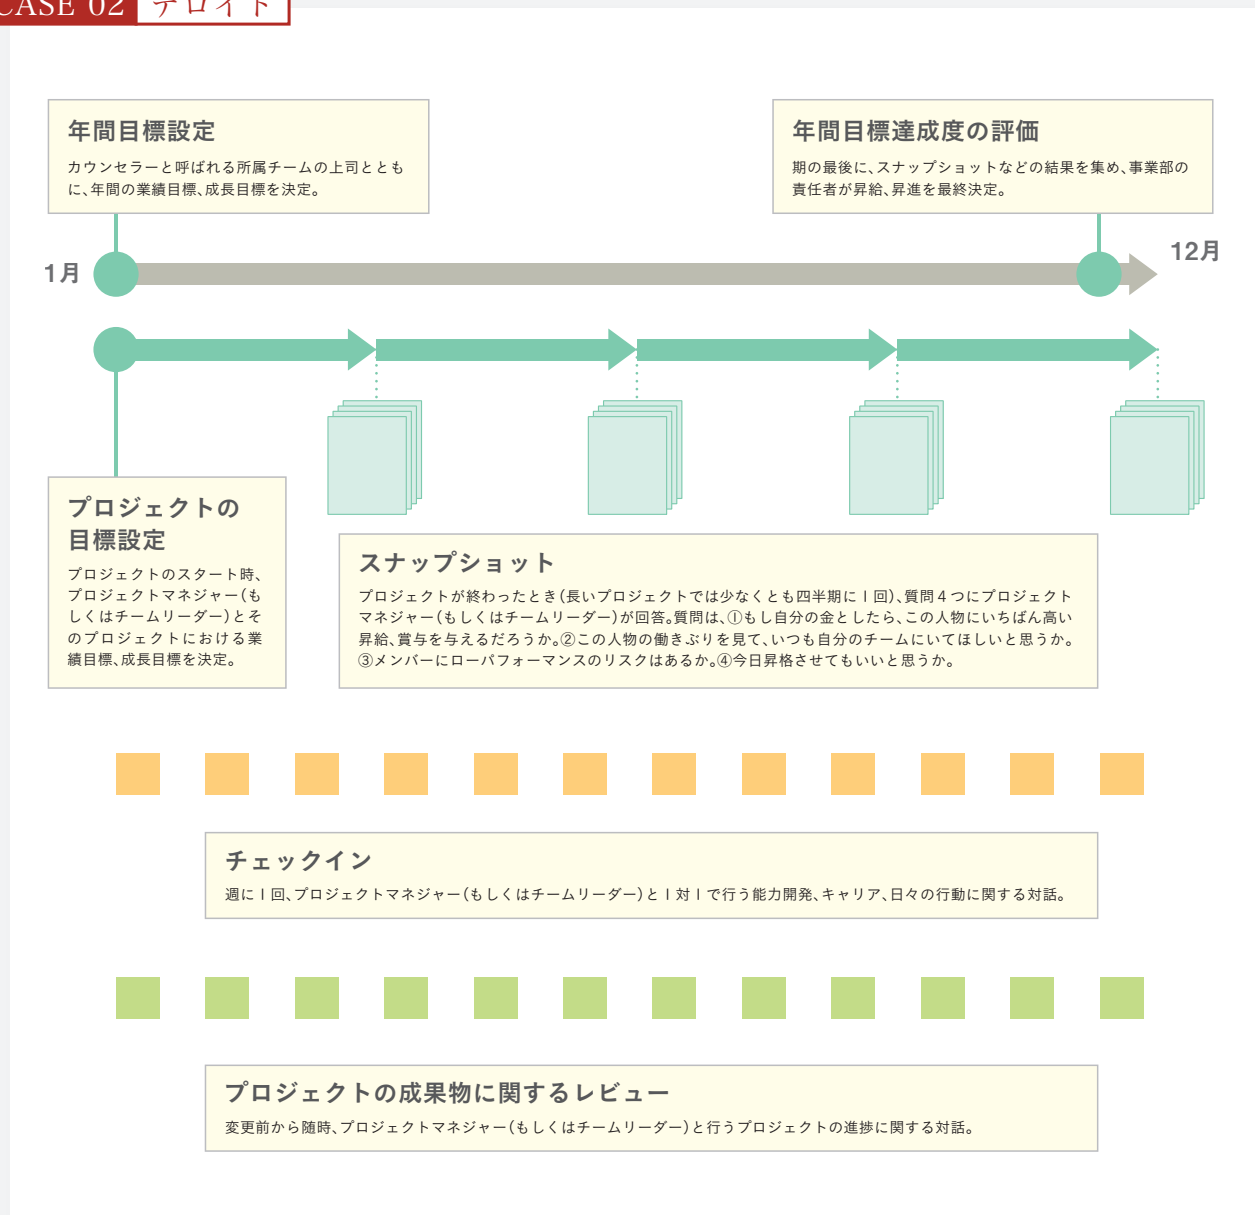 CASE 02 デロイト
年間目標設定
カウンセラーと呼ばれる所属チームの上司ととも
に、年間の業績目標、成長目標を決定。
年間目標達成度の評価
期の最後に、スナップショットなどの結果を集め、事業部の
責任者が昇給、昇進を最終決定。
1月
12月
プロジェクトの
目標設定
プロジェクトのスタート時、
プロジェクトマネジャー(も
しくはチームリーダー)とそ
のプロジェクトにおける業
績目標、成長目標を決定。
スナップショット
プロジェクトが終わったとき(長いプロジェクトでは少なくとも四半期に1回)、質問4つにプロジェクト
マネジャー(もしくはチームリーダー)が回答。質問は、①もし自分の金としたら、この人物にいちばん高い
昇給、賞与を与えるだろうか。②この人物の働きぶりを見て、いつも自分のチームにいてほしいと思うか。
③メンバーにローパフォーマンスのリスクはあるか。④今日昇格させてもいいと思うか。
チェックイン
週に1回、プロジェクトマネジャー(もしくはチームリーダー)と1対1で行う能力開発、キャリア、日々の行動に関する対話。
プロジェクトの成果物に関するレビュー
変更前から随時、プロジェクトマネジャー(もしくはチームリーダー)と行うプロジェクトの進捗に関する対話。